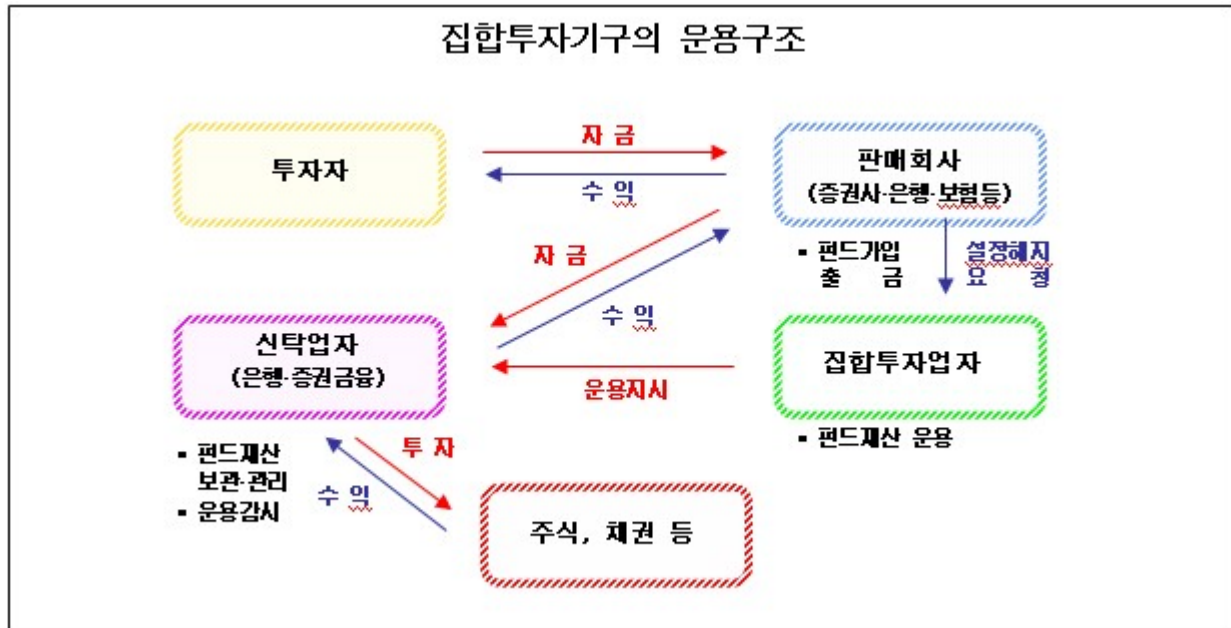 집합투자기구의 운용구조
투자자
자 금
수 익
판매회사
(증권사·은행·보험등)
자 금
수 익
▪ 펀드가입
출 금
설정해지
요 청
신탁업자
(은행·증권금융)
운용지시
집합투자업자
▪ 펀드재산 운용
▪ 펀드재산
보관·관리
▪ 운용감시
투 자
수 익
주식, 채권 등